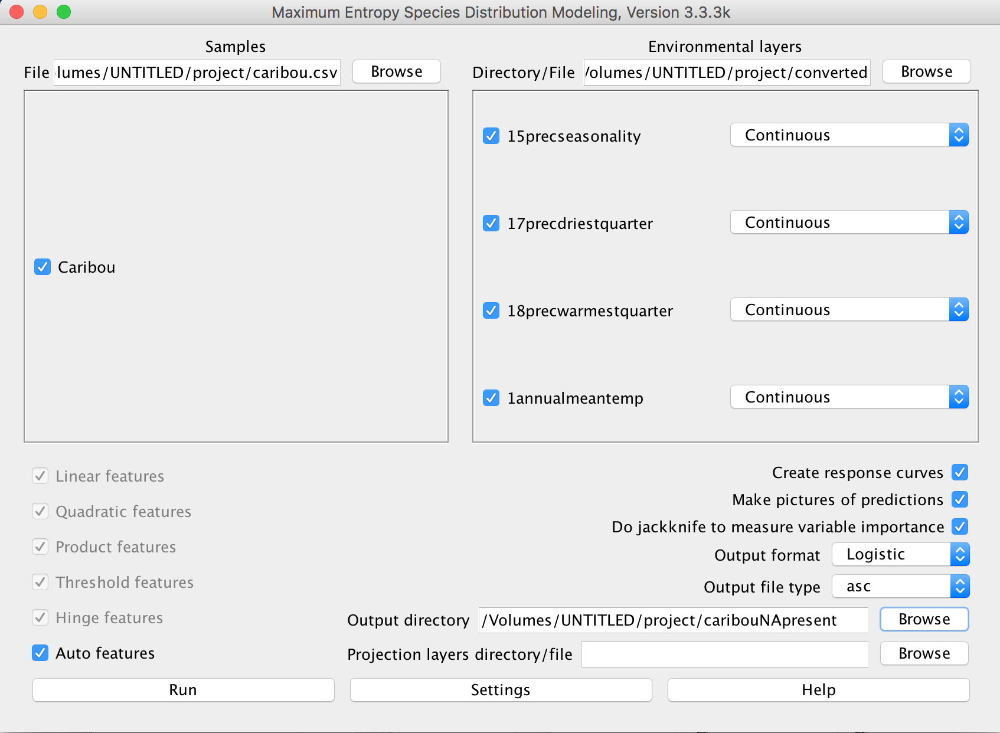 Maximum Entropy Species Distribution Modeling, Version 3.3.3k
Samples
File lumes/UNTITLED/project/caribou.csv Browse
Caribou
Environmental layers
Directory/File /olumes/UNTITLED/project/converted Browse
15precseasonality Continuous
17precdriestquarter Continuous
18precwarmestquarter Continuous
1annualmeantemp Continuous
Linear features
Quadratic features
Product features
Threshold features
Hinge features
Auto features
Create response curves
Make pictures of predictions
Do jackknife to measure variable importance
Output format Logistic
Output file type asc
Output directory /Volumes/UNTITLED/project/caribouNApresent Browse
Projection layers directory/file Browse
Run Settings Help